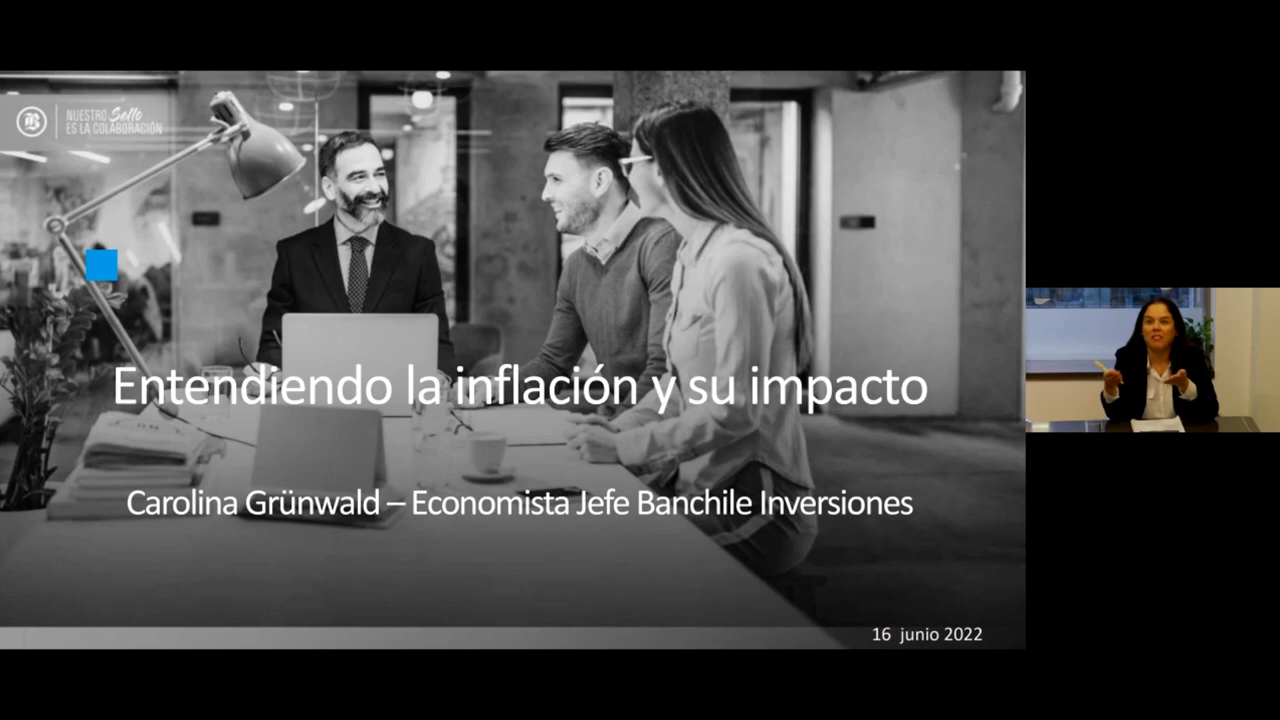 NUESTRO Sello
ES LA COLABORACIÓN
Entendiendo la inflación y su impacto
Carolina Grünwald – Economista Jefe Banchile Inversiones
16 junio 2022